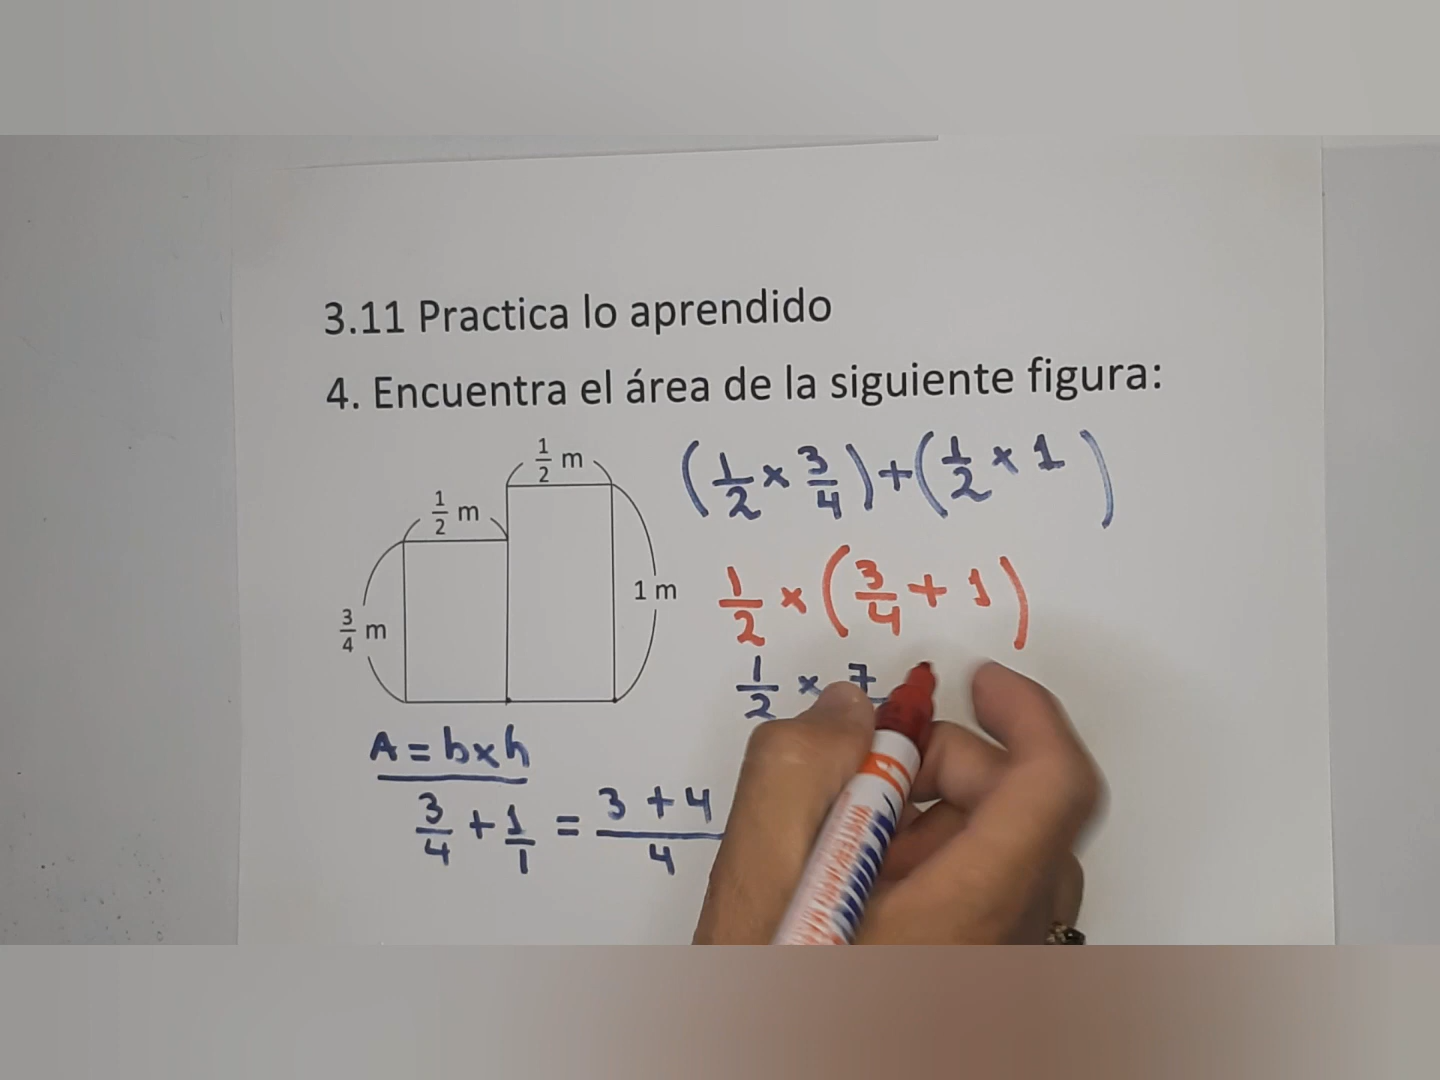 3.11 Practica lo aprendido
4. Encuentra el área de la siguiente figura:
(1/2 × 3/4) + (1/2 × 1)
1/2 m
1/2 m
1/2 × (3/4 + 1)
1 m
3/4 m
1/2 × 7
A = b x h
3/4 + 1/1 = 3 + 4/4